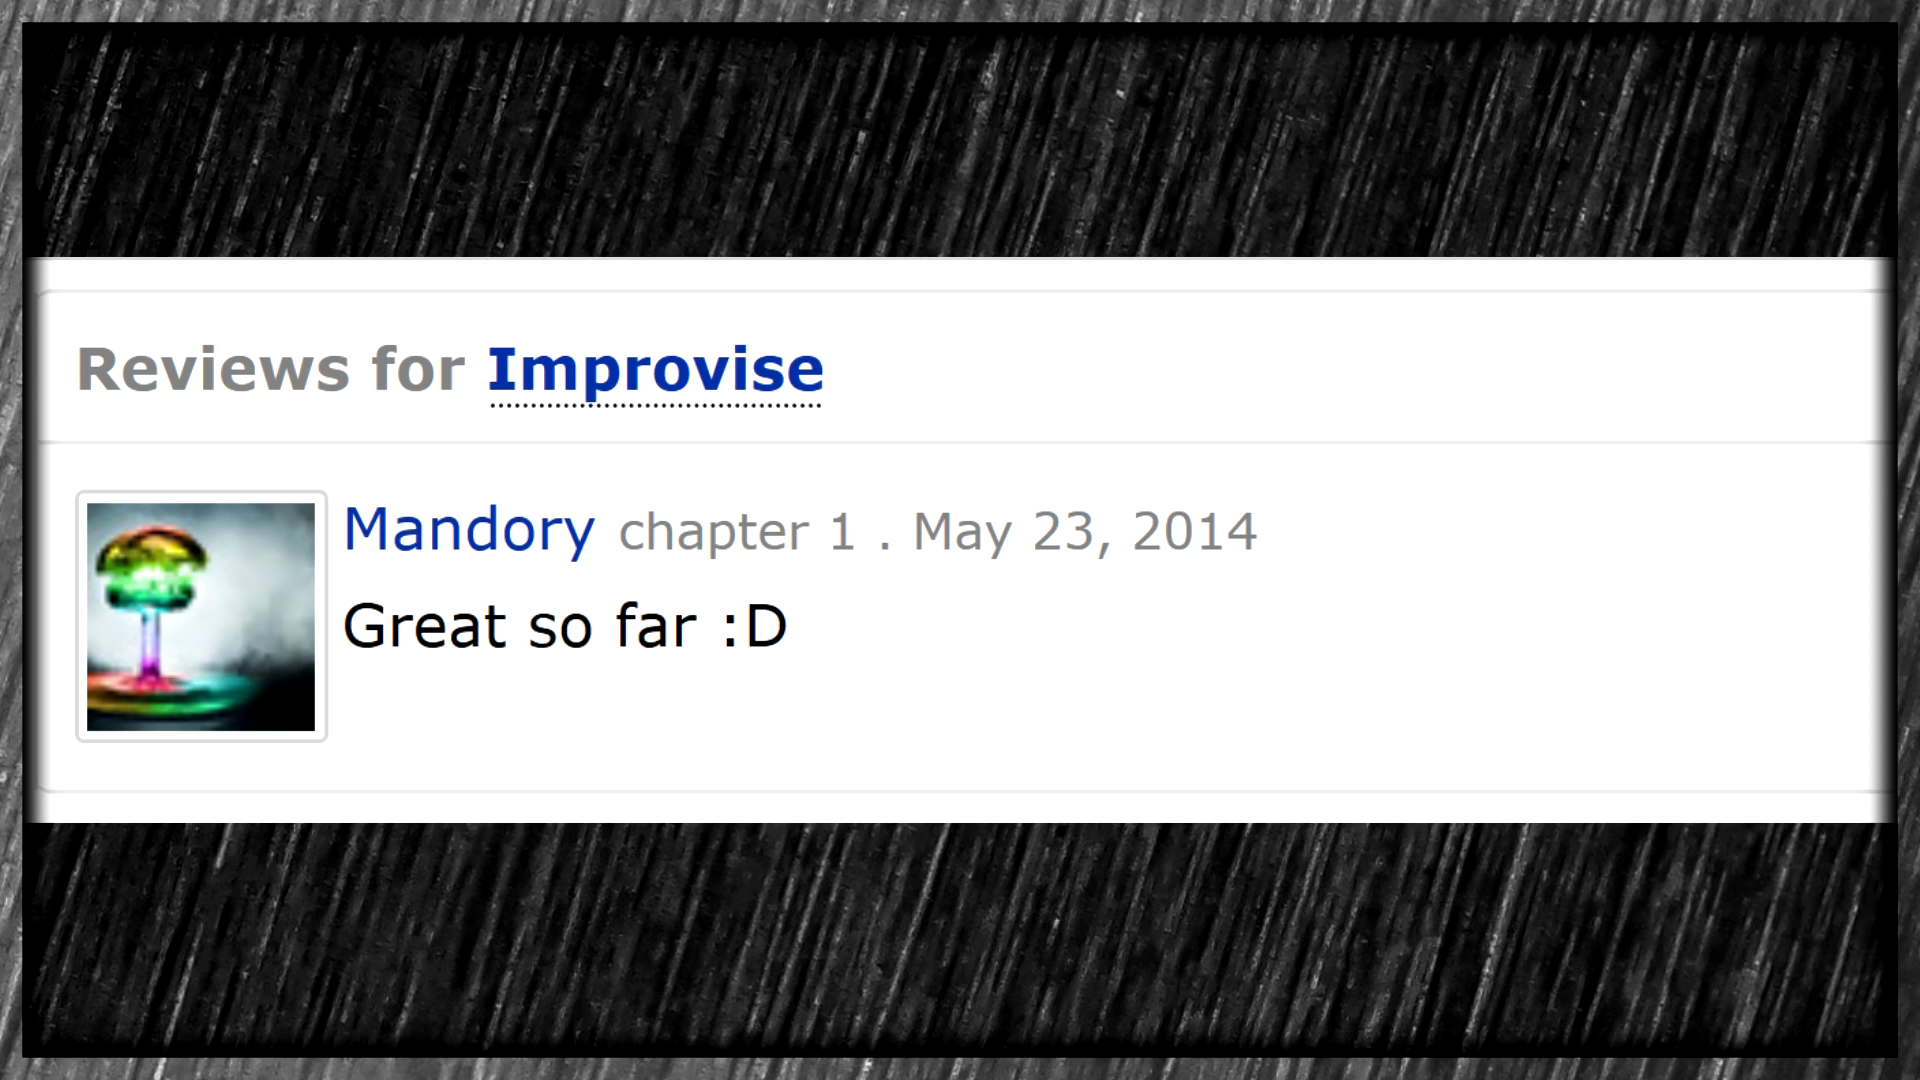 Reviews for Improvise
Mandory chapter 1 . May 23, 2014
Great so far :D